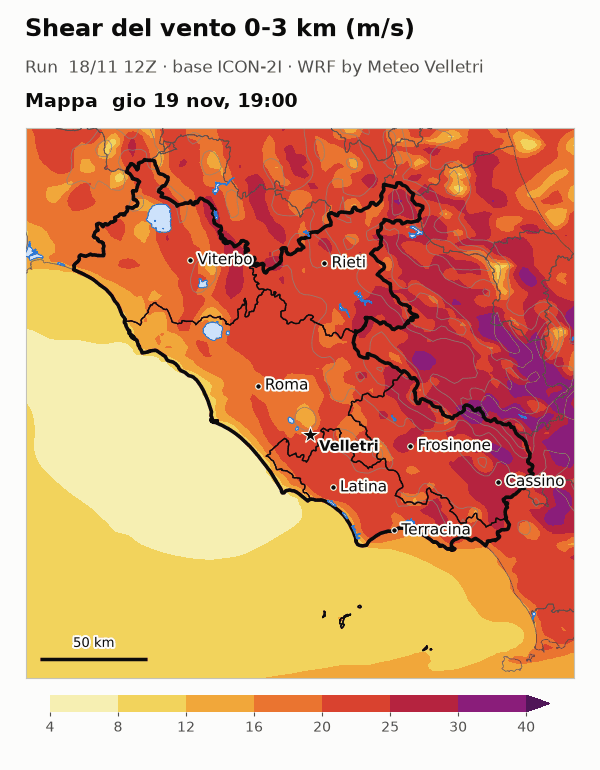 Shear del vento 0-3 km (m/s)
Run  18/11 12Z · base ICON-2I · WRF by Meteo Velletri
Mappa  gio 19 nov, 19:00
Viterbo
Rieti
Roma
Velletri
Frosinone
Cassino
Latina
Terracina
50 km
4 8 12 16 20 25 30 40